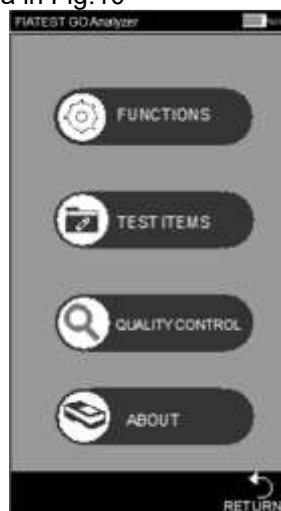 a in Fig.10
FIATEST GO Analyzer
FUNCTIONS
TEST ITEMS
QUALITY CONTROL
ABOUT
RETURN